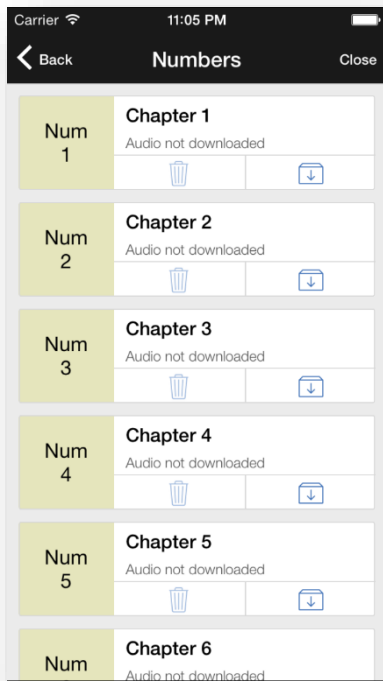 Carrier 11:05 PM
Back Numbers Close
Num
1
Chapter 1
Audio not downloaded
Num
2
Chapter 2
Audio not downloaded
Num
3
Chapter 3
Audio not downloaded
Num
4
Chapter 4
Audio not downloaded
Num
5
Chapter 5
Audio not downloaded
Num
Chapter 6
Audio not downloaded